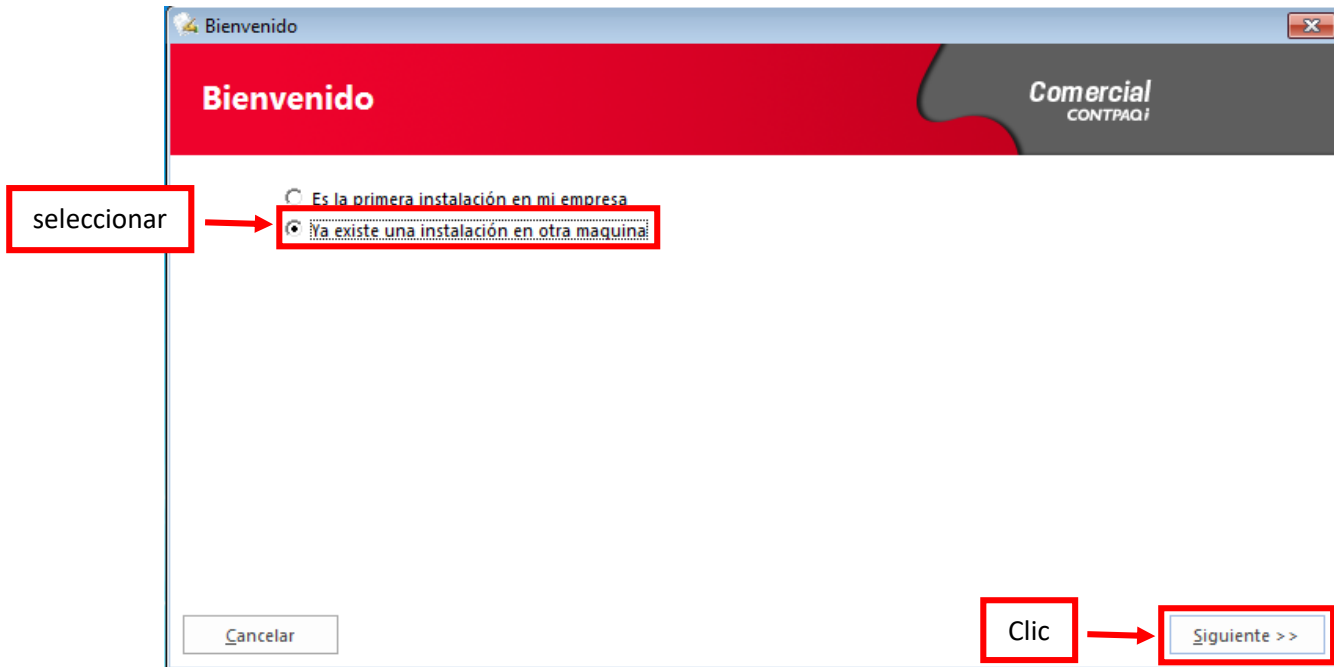 Bienvenido
Bienvenido
Comercial
CONTPAQi
Es la primera instalación en mi empresa
seleccionar
Ya existe una instalación en otra maquina
Cancelar
Clic
Siguiente >>